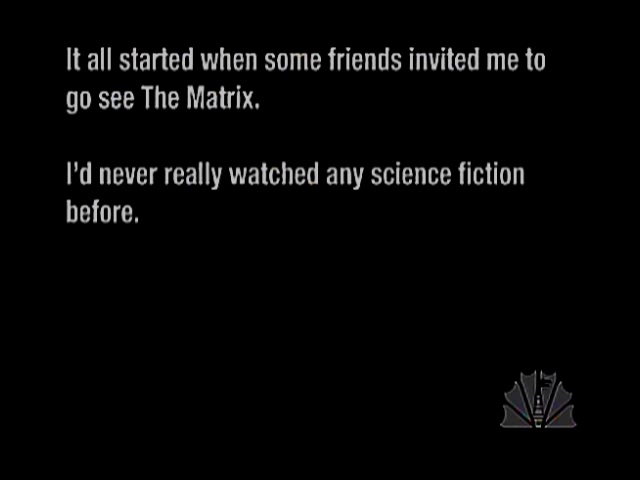 It all started when some friends invited me to
go see The Matrix.
I'd never really watched any science fiction
before.